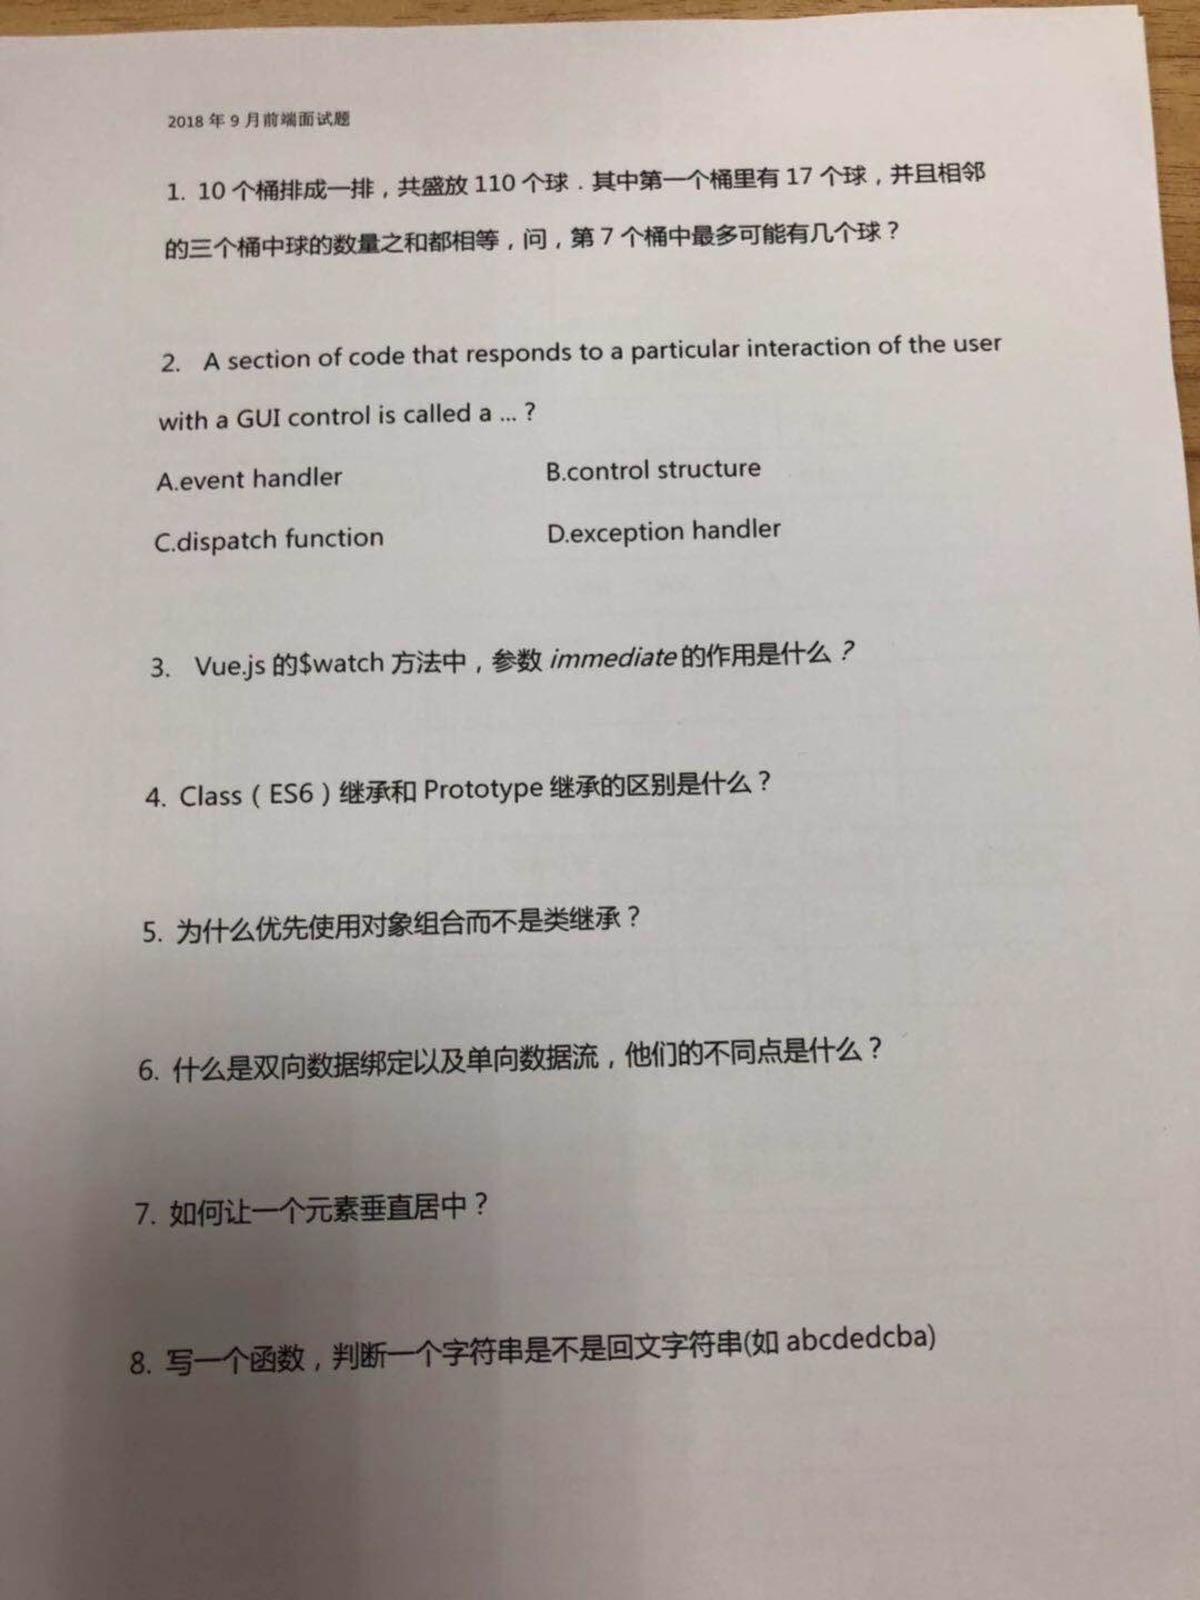 2018 年 9 月前端面试题
1. 10 个桶排成一排，共盛放 110 个球．其中第一个桶里有 17 个球，并且相邻
的三个桶中球的数量之和都相等，问，第 7 个桶中最多可能有几个球？
2. A section of code that responds to a particular interaction of the user
with a GUI control is called a ... ?
A.event handler B.control structure
C.dispatch function D.exception handler
3. Vue.js 的$watch 方法中，参数 immediate 的作用是什么？
4. Class（ES6）继承和 Prototype 继承的区别是什么？
5. 为什么优先使用对象组合而不是类继承？
6. 什么是双向数据绑定以及单向数据流，他们的不同点是什么？
7. 如何让一个元素垂直居中？
8. 写一个函数，判断一个字符串是不是回文字符串(如 abcdedcba)